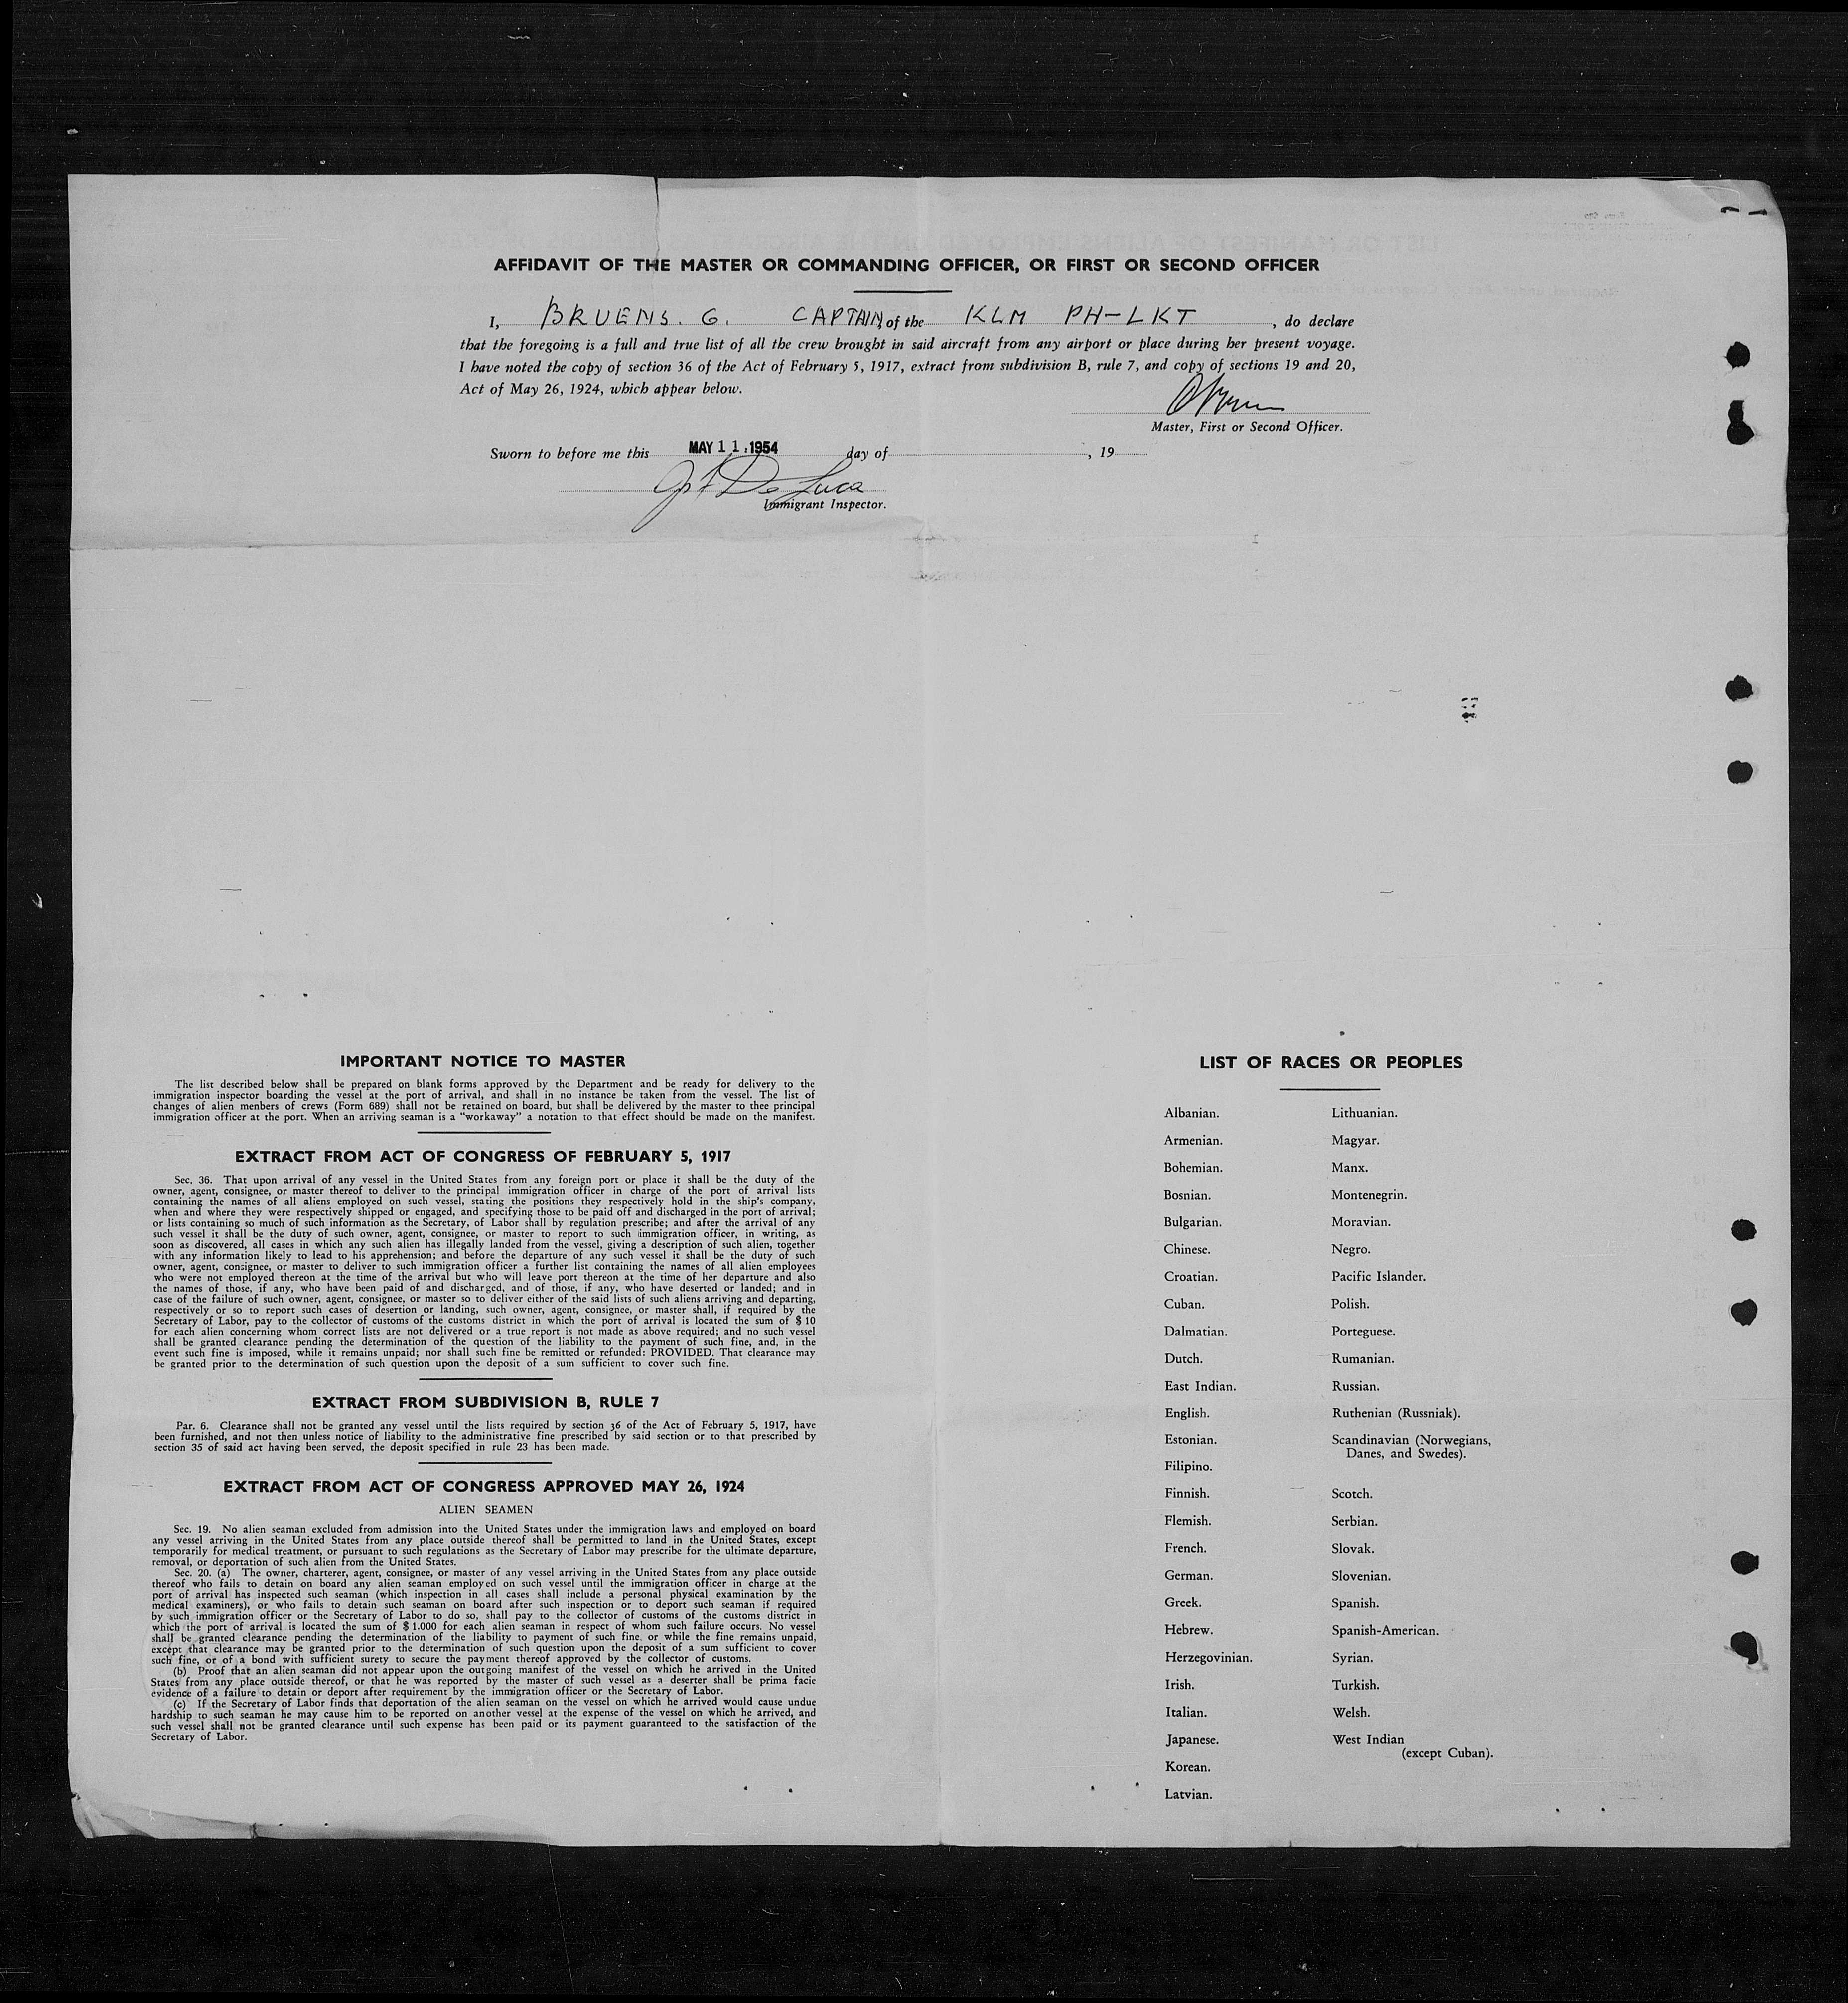 AFFIDAVIT OF THE MASTER OR COMMANDING OFFICER, OR FIRST OR SECOND OFFICER
I, BRUENS. G. CAPTAIN, of the KLM PH-LKT , do declare
that the foregoing is a full and true list of all the crew brought in said aircraft from any airport or place during her present voyage.
I have noted the copy of section 36 of the Act of February 5, 1917, extract from subdivision B, rule 7, and copy of sections 19 and 20,
Act of May 26, 1924, which appear below.
Master, First or Second Officer.
Sworn to before me this MAY 11 1954 day of , 19
De Luca
Immigrant Inspector.
IMPORTANT NOTICE TO MASTER
The list described below shall be prepared on blank forms approved by the Department and be ready for delivery to the
immigration inspector boarding the vessel at the port of arrival, and shall in no instance be taken from the vessel. The list of
changes of alien menbers of crews (Form 689) shall not be retained on board, but shall be delivered by the master to thee principal
immigration officer at the port. When an arriving seaman is a "workaway" a notation to that effect should be made on the manifest.
EXTRACT FROM ACT OF CONGRESS OF FEBRUARY 5, 1917
Sec. 36. That upon arrival of any vessel in the United States from any foreign port or place it shall be the duty of the
owner, agent, consignee, or master thereof to deliver to the principal immigration officer in charge of the port of arrival lists
containing the names of all aliens employed on such vessel, stating the positions they respectively hold in the ship's company,
when and where they were respectively shipped or engaged, and specifying those to be paid off and discharged in the port of arrival;
or lists containing so much of such information as the Secretary, of Labor shall by regulation prescribe; and after the arrival of any
such vessel it shall be the duty of such owner, agent, consignee, or master to report to such immigration officer, in writing, as
soon as discovered, all cases in which any such alien has illegally landed from the vessel, giving a description of such alien, together
with any information likely to lead to his apprehension; and before the departure of any such vessel it shall be the duty of such
owner, agent, consignee, or master to deliver to such immigration officer a further list containing the names of all alien employees
who were not employed thereon at the time of the arrival but who will leave port thereon at the time of her departure and also
the names of those, if any, who have been paid of and discharged, and of those, if any, who have deserted or landed; and in
case of the failure of such owner, agent, consignee, or master so to deliver either of the said lists of such aliens arriving and departing,
respectively or so to report such cases of desertion or landing, such owner, agent, consignee, or master shall, if required by the
Secretary of Labor, pay to the collector of customs of the customs district in which the port of arrival is located the sum of $ 10
for each alien concerning whom correct lists are not delivered or a true report is not made as above required; and no such vessel
shall be granted clearance pending the determination of the question of the liability to the payment of such fine, and, in the
event such fine is imposed, while it remains unpaid; nor shall such fine be remitted or refunded: PROVIDED. That clearance may
be granted prior to the determination of such question upon the deposit of a sum sufficient to cover such fine.
EXTRACT FROM SUBDIVISION B, RULE 7
Par. 6. Clearance shall not be granted any vessel until the lists required by section 36 of the Act of February 5, 1917, have
been furnished, and not then unless notice of liability to the administrative fine prescribed by said section or to that prescribed by
section 35 of said act having been served, the deposit specified in rule 23 has been made.
EXTRACT FROM ACT OF CONGRESS APPROVED MAY 26, 1924
ALIEN SEAMEN
Sec. 19. No alien seaman excluded from admission into the United States under the immigration laws and employed on board
any vessel arriving in the United States from any place outside thereof shall be permitted to land in the United States, except
temporarily for medical treatment, or pursuant to such regulations as the Secretary of Labor may prescribe for the ultimate departure,
removal, or deportation of such alien from the United States.
Sec. 20. (a) The owner, charterer, agent, consignee, or master of any vessel arriving in the United States from any place outside
thereof who fails to detain on board any alien seaman employed on such vessel until the immigration officer in charge at the
port of arrival has inspected such seaman (which inspection in all cases shall include a personal physical examination by the
medical examiners), or who fails to detain such seaman on board after such inspection or to deport such seaman if required
by such immigration officer or the Secretary of Labor to do so, shall pay to the collector of customs of the customs district in
which the port of arrival is located the sum of $ 1.000 for each alien seaman in respect of whom such failure occurs. No vessel
shall be granted clearance pending the determination of the liability to payment of such fine, or while the fine remains unpaid,
except that clearance may be granted prior to the determination of such question upon the deposit of a sum sufficient to cover
such fine, or of a bond with sufficient surety to secure the payment thereof approved by the collector of customs.
(b) Proof that an alien seaman did not appear upon the outgoing manifest of the vessel on which he arrived in the United
States from any place outside thereof, or that he was reported by the master of such vessel as a deserter shall be prima facie
evidence of a failure to detain or deport after requirement by the immigration officer or the Secretary of Labor.
(c) If the Secretary of Labor finds that deportation of the alien seaman on the vessel on which he arrived would cause undue
hardship to such seaman he may cause him to be reported on another vessel at the expense of the vessel on which he arrived, and
such vessel shall not be granted clearance until such expense has been paid or its payment guaranteed to the satisfaction of the
Secretary of Labor.
LIST OF RACES OR PEOPLES
Albanian.
Armenian.
Bohemian.
Bosnian.
Bulgarian.
Chinese.
Croatian.
Cuban.
Dalmatian.
Dutch.
East Indian.
English.
Estonian.
Filipino.
Finnish.
Flemish.
French.
German.
Greek.
Hebrew.
Herzegovinian.
Irish.
Italian.
Japanese.
Korean.
Latvian.
Lithuanian.
Magyar.
Manx.
Montenegrin.
Moravian.
Negro.
Pacific Islander.
Polish.
Porteguese.
Rumanian.
Russian.
Ruthenian (Russniak).
Scandinavian (Norwegians,
Danes, and Swedes).
Scotch.
Serbian.
Slovak.
Slovenian.
Spanish.
Spanish-American.
Syrian.
Turkish.
Welsh.
West Indian
(except Cuban).